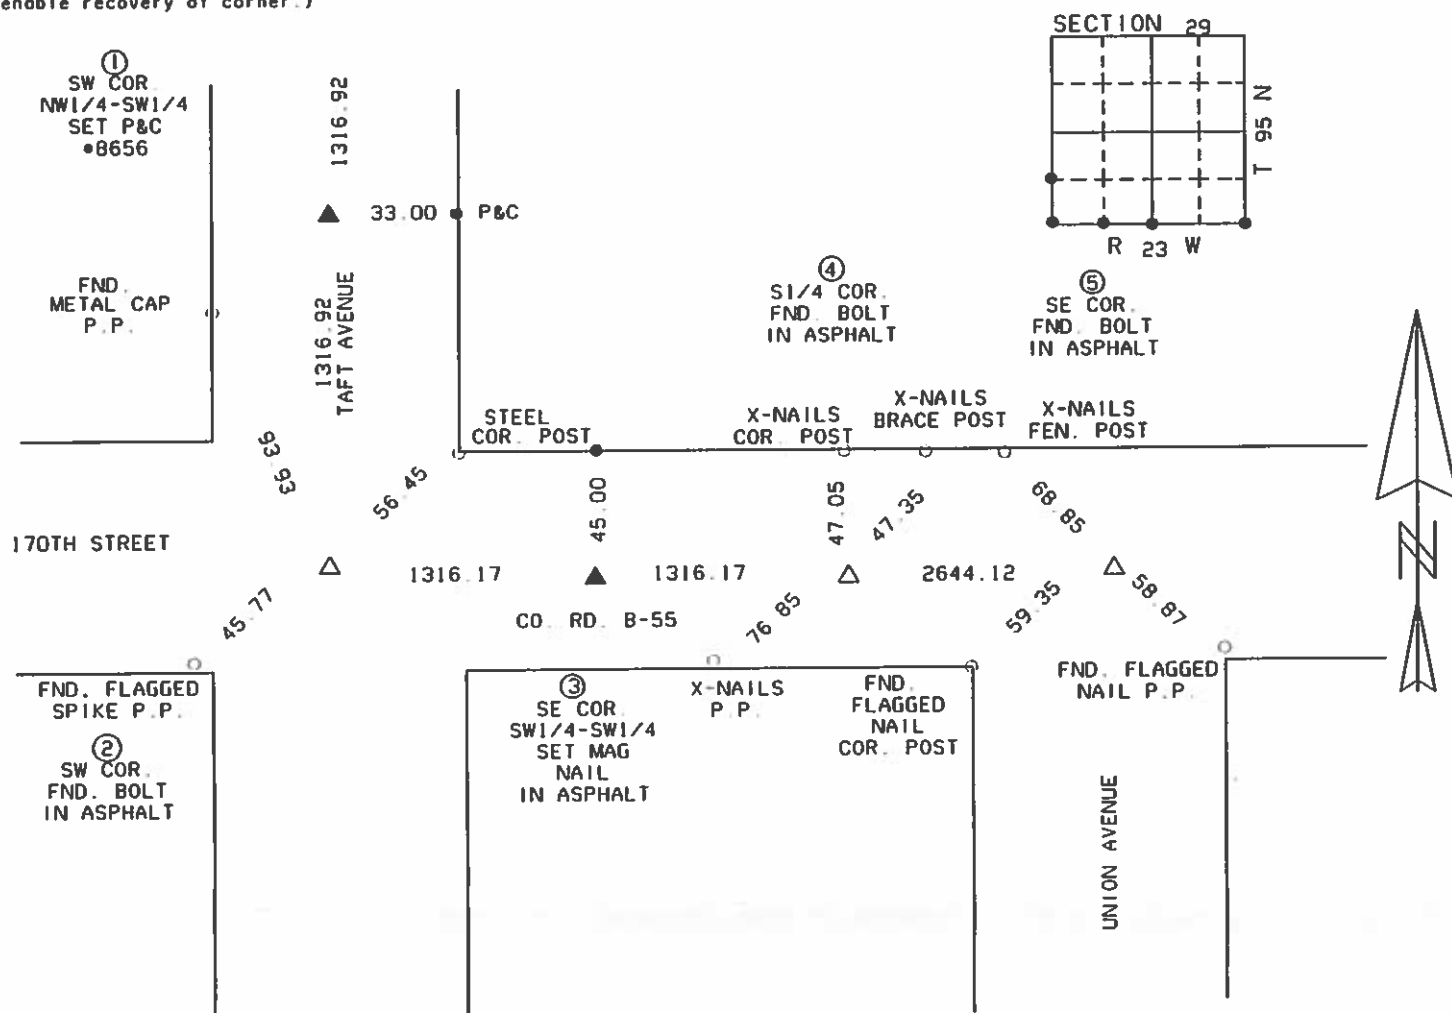 enable recovery of corner.)
SECTION 29
T 95 N
R 23 W
①
SW COR.
NW1/4-SW1/4
SET P&C
•8656
1316.92
33.00
P&C
FND.
METAL CAP
P.P.
1316.92
TAFT AVENUE
④
S1/4 COR.
FND. BOLT
IN ASPHALT
⑤
SE COR.
FND. BOLT
IN ASPHALT
STEEL
COR. POST
X-NAILS
COR. POST
X-NAILS
BRACE POST
X-NAILS
FEN. POST
93.93
56.45
45.00
47.05
47.35
68.85
170TH STREET
1316.17
1316.17
2644.12
45.77
CO. RD. B-55
76.85
59.35
58.87
FND. FLAGGED
SPIKE P.P.
②
SW COR.
FND. BOLT
IN ASPHALT
③
SE COR.
SW1/4-SW1/4
SET MAG
NAIL
IN ASPHALT
X-NAILS
P.P.
FND.
FLAGGED
NAIL
COR. POST
FND. FLAGGED
NAIL P.P.
UNION AVENUE
N